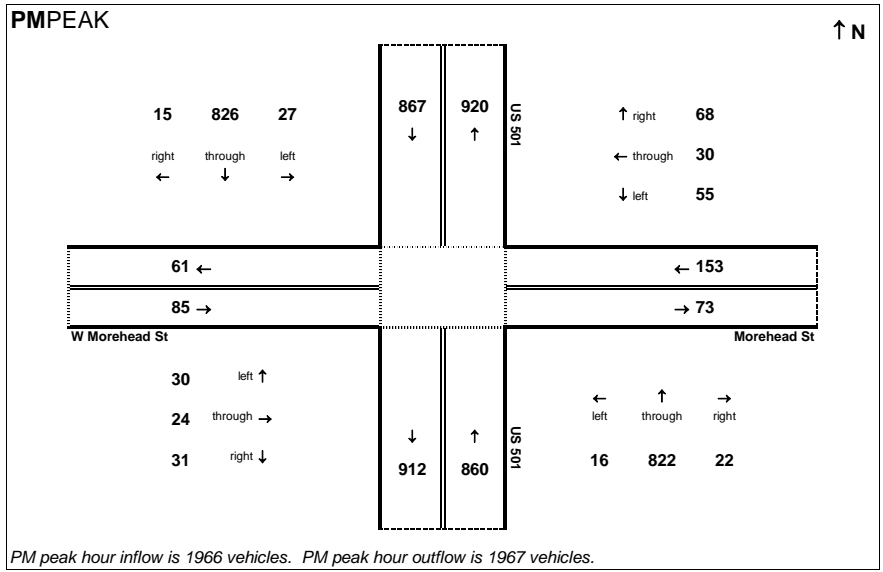 PMPEAK
↑ N
867 920
↓ ↑
US 501
15 826 27
right through left
← ↓ →
↑ right 68
← through 30
↓ left 55
61 ←
← 153
85 →
→ 73
W Morehead St
Morehead St
30 left ↑
24 through →
31 right ↓
↓ ↑
912 860
US 501
← ↑ →
left through right
16 822 22
PM peak hour inflow is 1966 vehicles. PM peak hour outflow is 1967 vehicles.